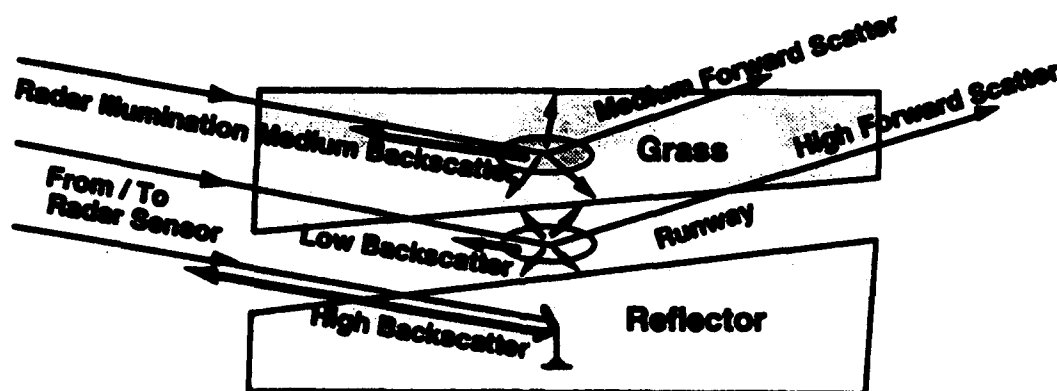 Medium Forward Scatter
High Forward Scatter
Radar Illumination
Medium Backscatter
Grass
From / To
Radar Sensor
Low Backscatter
Runway
High Backscatter
Reflector